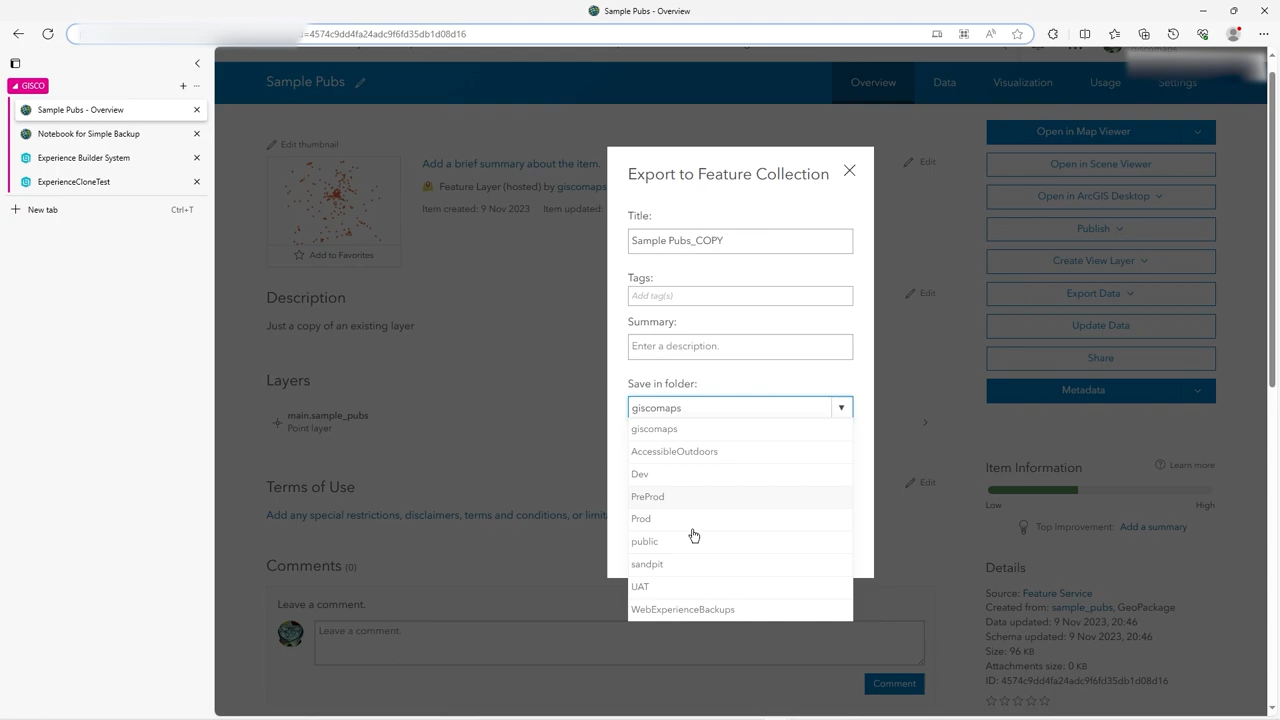 Sample Pubs - Overview
=4574c9dd4fa24adc9f6fd35db1d08d16
GISCO
Sample Pubs - Overview
Notebook for Simple Backup
Experience Builder System
ExperienceCloneTest
New tab
Ctrl+T
Sample Pubs
Overview
Data
Visualization
Usage
Settings
Edit thumbnail
Add to Favorites
Add a brief summary about the item.
Edit
Feature Layer (hosted) by giscomaps
Item created: 9 Nov 2023 Item updated:
Description
Edit
Just a copy of an existing layer
Layers
main.sample_pubs
Point layer
Terms of Use
Edit
Add any special restrictions, disclaimers, terms and conditions, or limit
Comments (0)
Leave a comment.
Leave a comment.
Comment
Export to Feature Collection
Title:
Sample Pubs_COPY
Tags:
Add tag(s)
Summary:
Enter a description.
Save in folder:
giscomaps
giscomaps
AccessibleOutdoors
Dev
PreProd
Prod
public
sandpit
UAT
WebExperienceBackups
Open in Map Viewer
Open in Scene Viewer
Open in ArcGIS Desktop
Publish
Create View Layer
Export Data
Update Data
Share
Metadata
Item Information
Learn more
Low
High
Top Improvement: Add a summary
Details
Source: Feature Service
Created from: sample_pubs, GeoPackage
Data updated: 9 Nov 2023, 20:46
Schema updated: 9 Nov 2023, 20:46
Size: 96 KB
Attachments size: 0 KB
ID: 4574c9dd4fa24adc9f6fd35db1d08d16